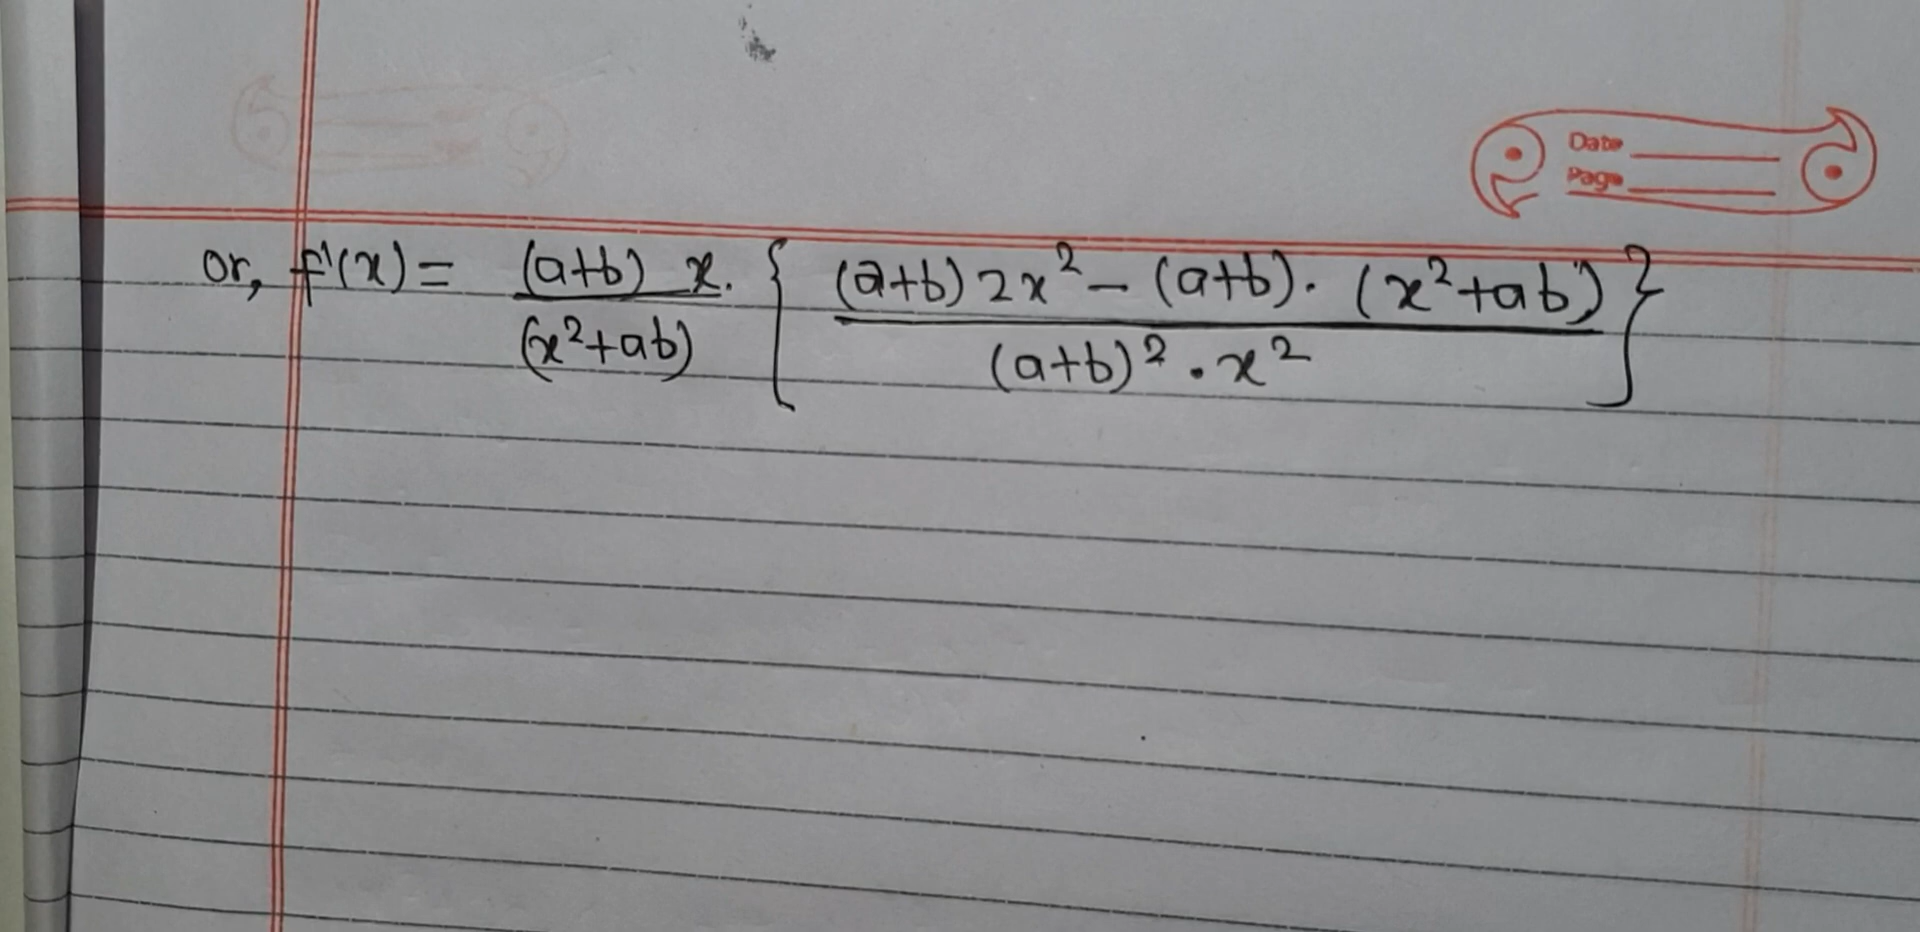 Date
Page
or, f'(x) = (a+b) x / (x²+ab) . { (a+b) 2x² - (a+b) . (x²+ab) / (a+b)² . x² }